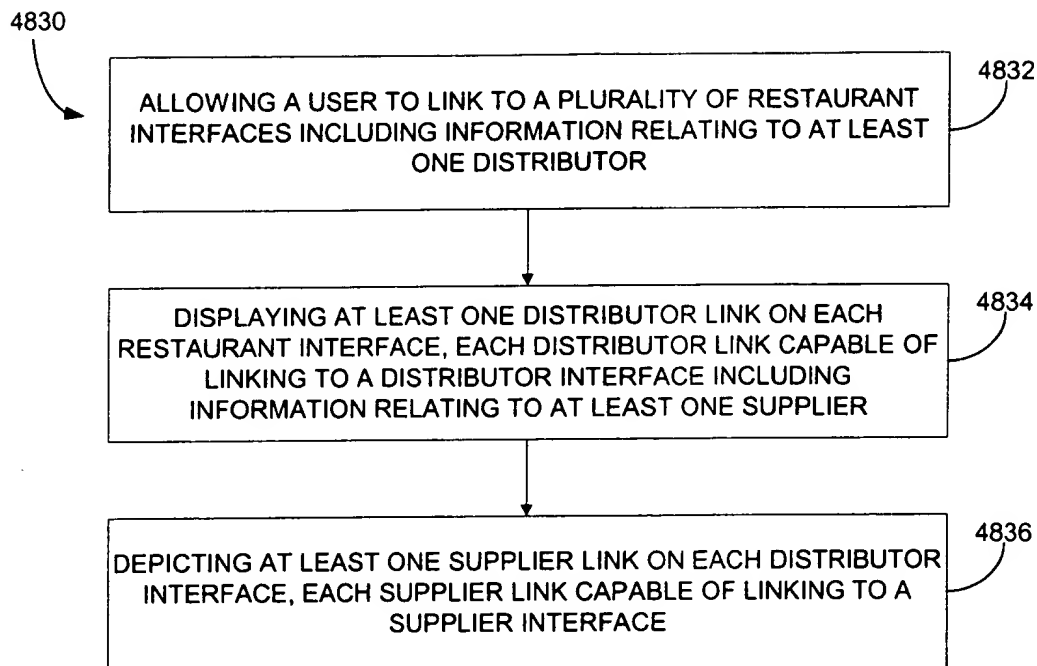 4830
4832
ALLOWING A USER TO LINK TO A PLURALITY OF RESTAURANT
INTERFACES INCLUDING INFORMATION RELATING TO AT LEAST
ONE DISTRIBUTOR
4834
DISPLAYING AT LEAST ONE DISTRIBUTOR LINK ON EACH
RESTAURANT INTERFACE, EACH DISTRIBUTOR LINK CAPABLE OF
LINKING TO A DISTRIBUTOR INTERFACE INCLUDING
INFORMATION RELATING TO AT LEAST ONE SUPPLIER
4836
DEPICTING AT LEAST ONE SUPPLIER LINK ON EACH DISTRIBUTOR
INTERFACE, EACH SUPPLIER LINK CAPABLE OF LINKING TO A
SUPPLIER INTERFACE